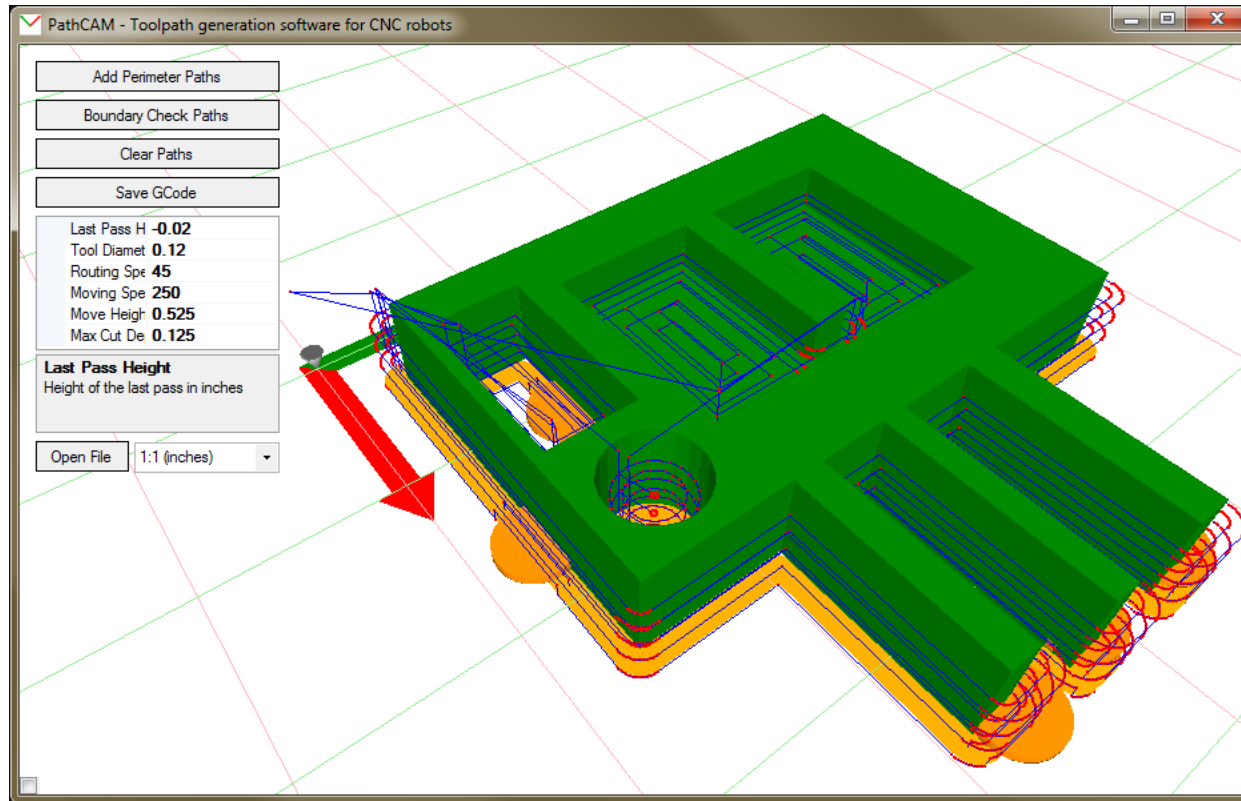 PathCAM - Toolpath generation software for CNC robots
Add Perimeter Paths
Boundary Check Paths
Clear Paths
Save GCode
Last Pass H -0.02
Tool Diamet 0.12
Routing Spe 45
Moving Spe 250
Move Heigh 0.525
Max Cut De 0.125
Last Pass Height
Height of the last pass in inches
Open File 1:1 (inches)